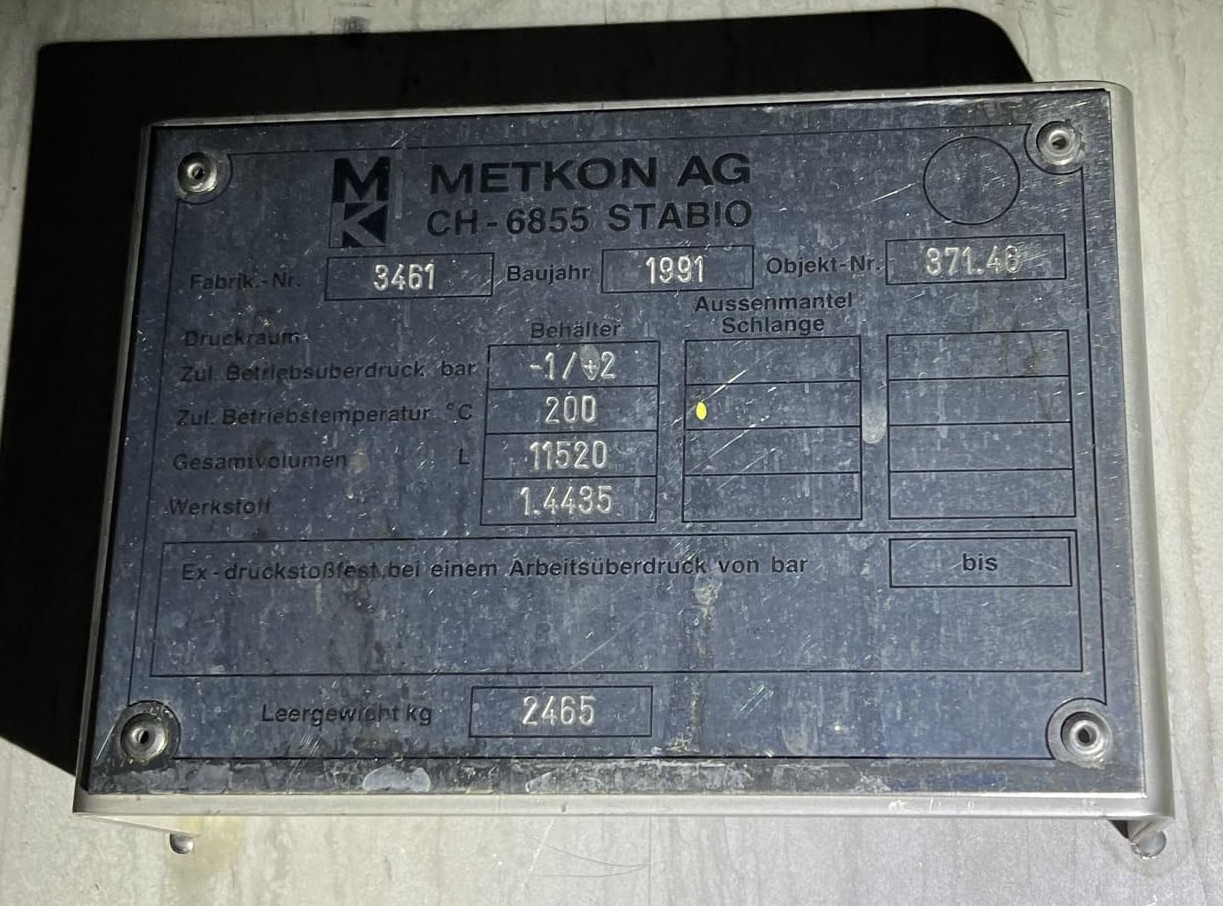 MK METKON AG
CH-6855 STABIO
Fabrik.-Nr. 3461 Baujahr 1991 Objekt-Nr. 371.46
Aussenmantel
Druckraum Behälter Schlange
Zul. Betriebsüberdruck bar -1/+2
Zul. Betriebstemperatur °C 200
Gesamtvolumen L 11520
Werkstoff 1.4435
Ex-druckstoßfest bei einem Arbeitsüberdruck von bar bis
Leergewicht kg 2465